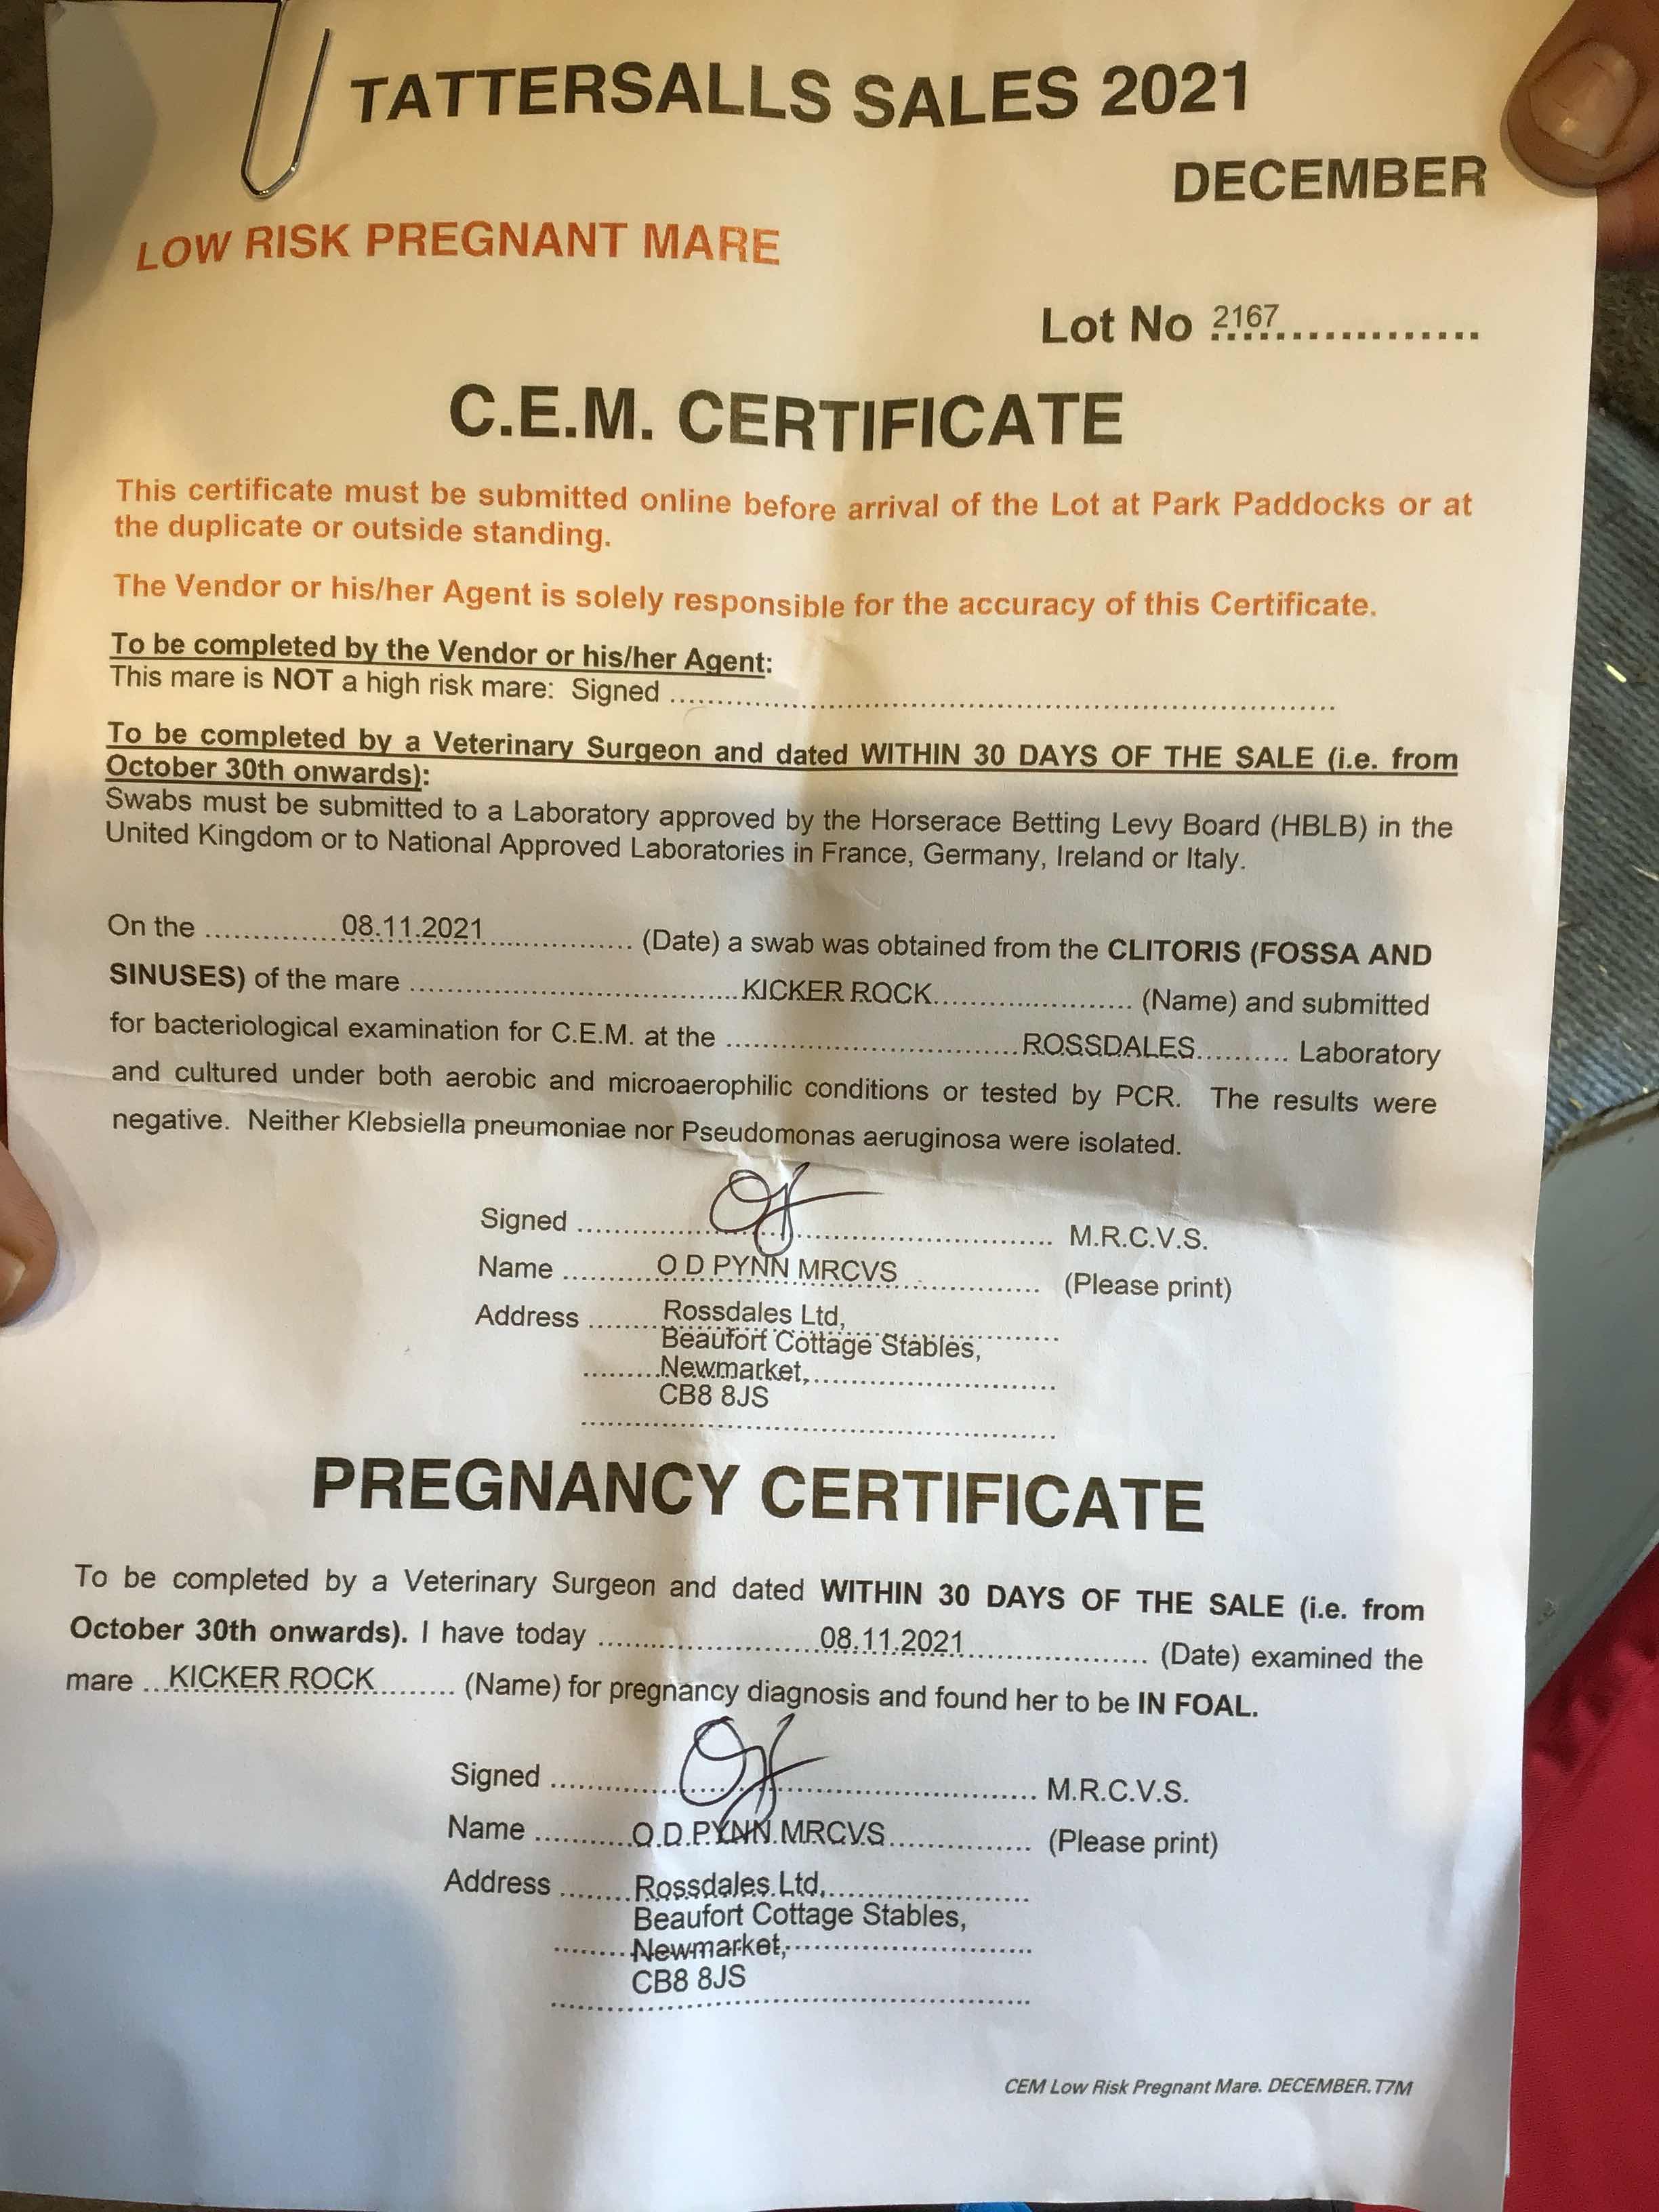 TATTERSALLS SALES 2021
DECEMBER
LOW RISK PREGNANT MARE
Lot No 2167................
C.E.M. CERTIFICATE
This certificate must be submitted online before arrival of the Lot at Park Paddocks or at
the duplicate or outside standing.
The Vendor or his/her Agent is solely responsible for the accuracy of this Certificate.
To be completed by the Vendor or his/her Agent:
This mare is NOT a high risk mare: Signed ................................................
To be completed by a Veterinary Surgeon and dated WITHIN 30 DAYS OF THE SALE (i.e. from
October 30th onwards):
Swabs must be submitted to a Laboratory approved by the Horserace Betting Levy Board (HBLB) in the
United Kingdom or to National Approved Laboratories in France, Germany, Ireland or Italy.
On the ................08.11.2021................ (Date) a swab was obtained from the CLITORIS (FOSSA AND
SINUSES) of the mare ................KICKER ROCK................ (Name) and submitted
for bacteriological examination for C.E.M. at the ................ROSSDALES.......... Laboratory
and cultured under both aerobic and microaerophilic conditions or tested by PCR. The results were
negative. Neither Klebsiella pneumoniae nor Pseudomonas aeruginosa were isolated.
Signed ................................ M.R.C.V.S.
Name ..........O D PYNN MRCVS................ (Please print)
Address ........Rossdales Ltd,
Beaufort Cottage Stables,
.........Newmarket,................
CB8 8JS
PREGNANCY CERTIFICATE
To be completed by a Veterinary Surgeon and dated WITHIN 30 DAYS OF THE SALE (i.e. from
October 30th onwards). I have today ................08.11.2021................ (Date) examined the
mare ...KICKER ROCK......... (Name) for pregnancy diagnosis and found her to be IN FOAL.
Signed ................................ M.R.C.V.S.
Name ...........O.D.PYNN.MRCVS................ (Please print)
Address ........Rossdales Ltd,................
Beaufort Cottage Stables,
.........Newmarket,................
CB8 8JS
CEM Low Risk Pregnant Mare. DECEMBER.T7M